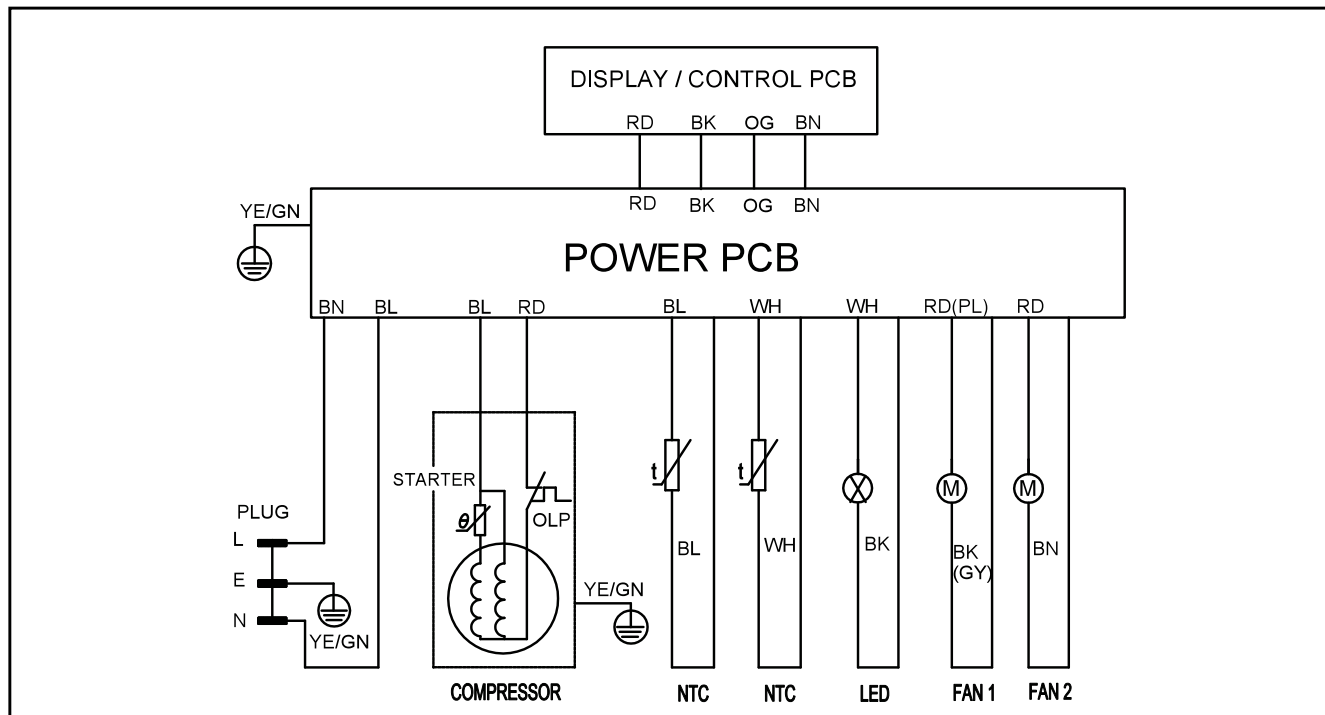 DISPLAY / CONTROL PCB
RD BK OG BN
RD BK OG BN
YE/GN
POWER PCB
BN BL BL RD BL WH WH RD(PL) RD
STARTER
t t
θ
OLP
M M
PLUG
L
BL WH BK BK BN
(GY)
E
YE/GN
N
YE/GN
COMPRESSOR NTC NTC LED FAN 1 FAN 2